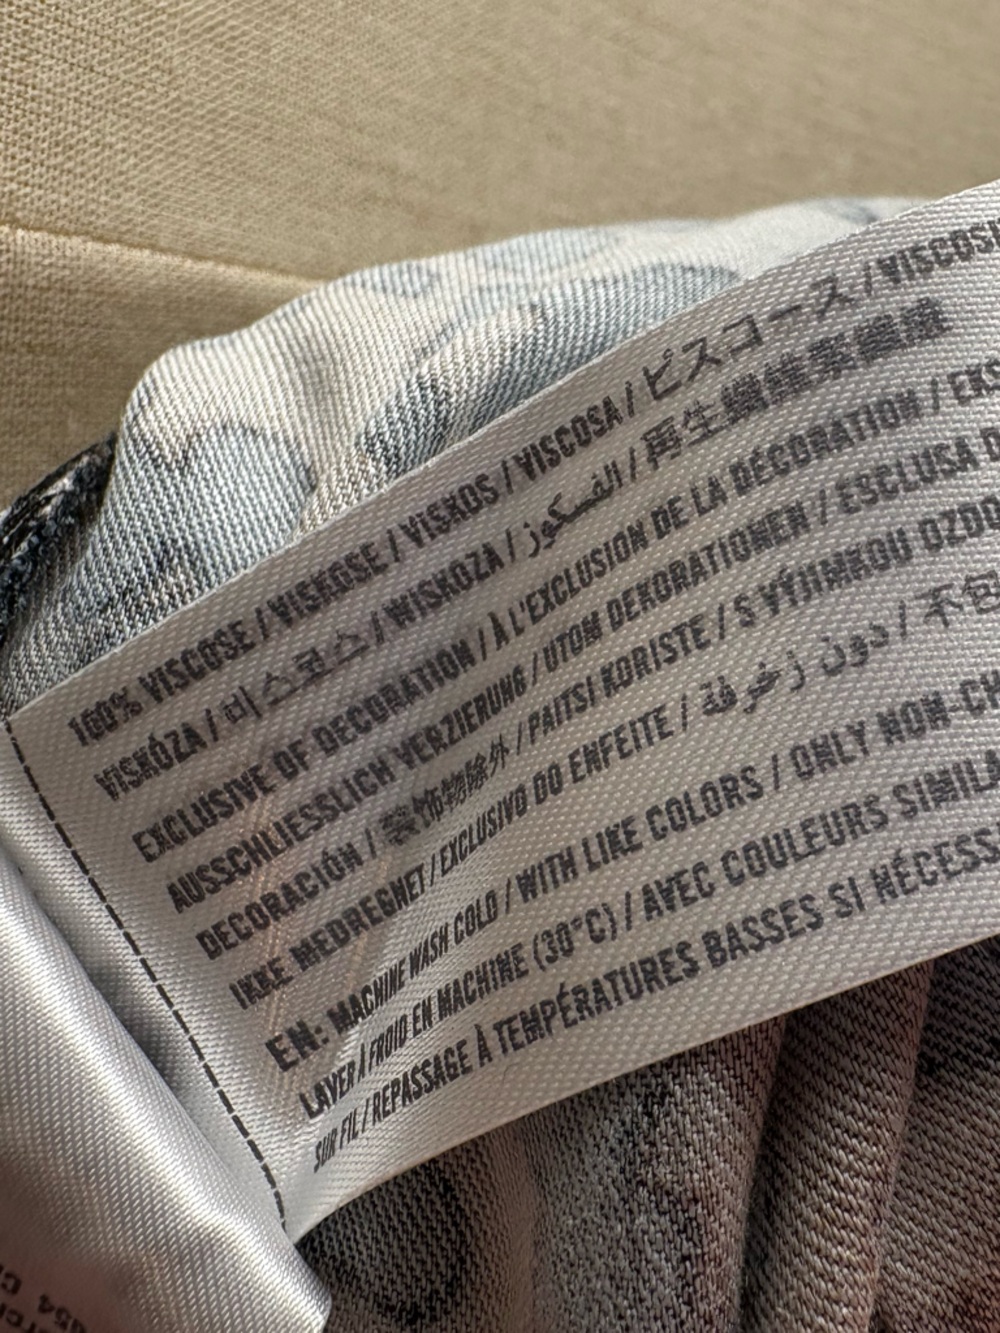 100% VISCOSE / VISKOSE / VISKOS / VISCOSA / ビスコース / VISCOSE
VISKÓZA / 비스코스 / WISKOZA / الفسكوز / 再生纖維素纖維
EXCLUSIVE OF DECORATION / À L'EXCLUSION DE LA DÉCORATION /
AUSSCHLIESSLICH VERZIERUNG / UTOM DEKORATIONEN / ESCLUSA
DECORACIÓN / 装飾物除外 / PAITSI KORISTE / S VÝJIMKOU OZDO
IKKE MEDREGNET / EXCLUSIVO DO ENFEITE / دون زخرفة / 不包
EN: MACHINE WASH COLD / WITH LIKE COLORS / ONLY NON-CH
LAVER À FROID EN MACHINE (30°C) / AVEC COULEURS SIMILA
SUR FIL / REPASSAGE À TEMPÉRATURES BASSES SI NÉCESSA